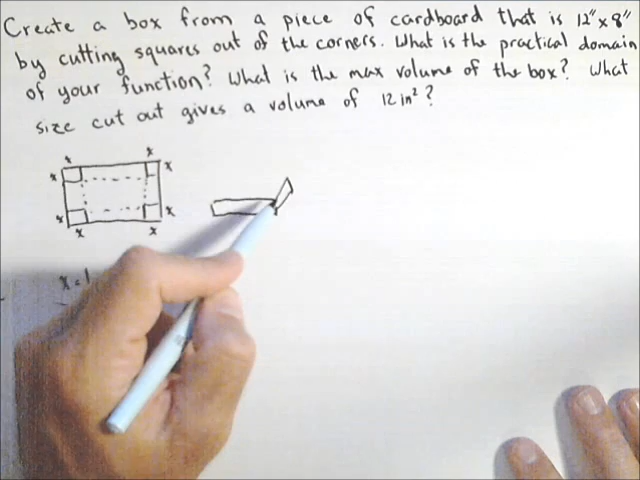 Create a box from a piece of cardboard that is 12" x 8"
by cutting squares out of the corners. What is the practical domain
of your function? What is the max volume of the box? What
size cut out gives a volume of 12 in²?
x x
x x
x x
x x
x = 1